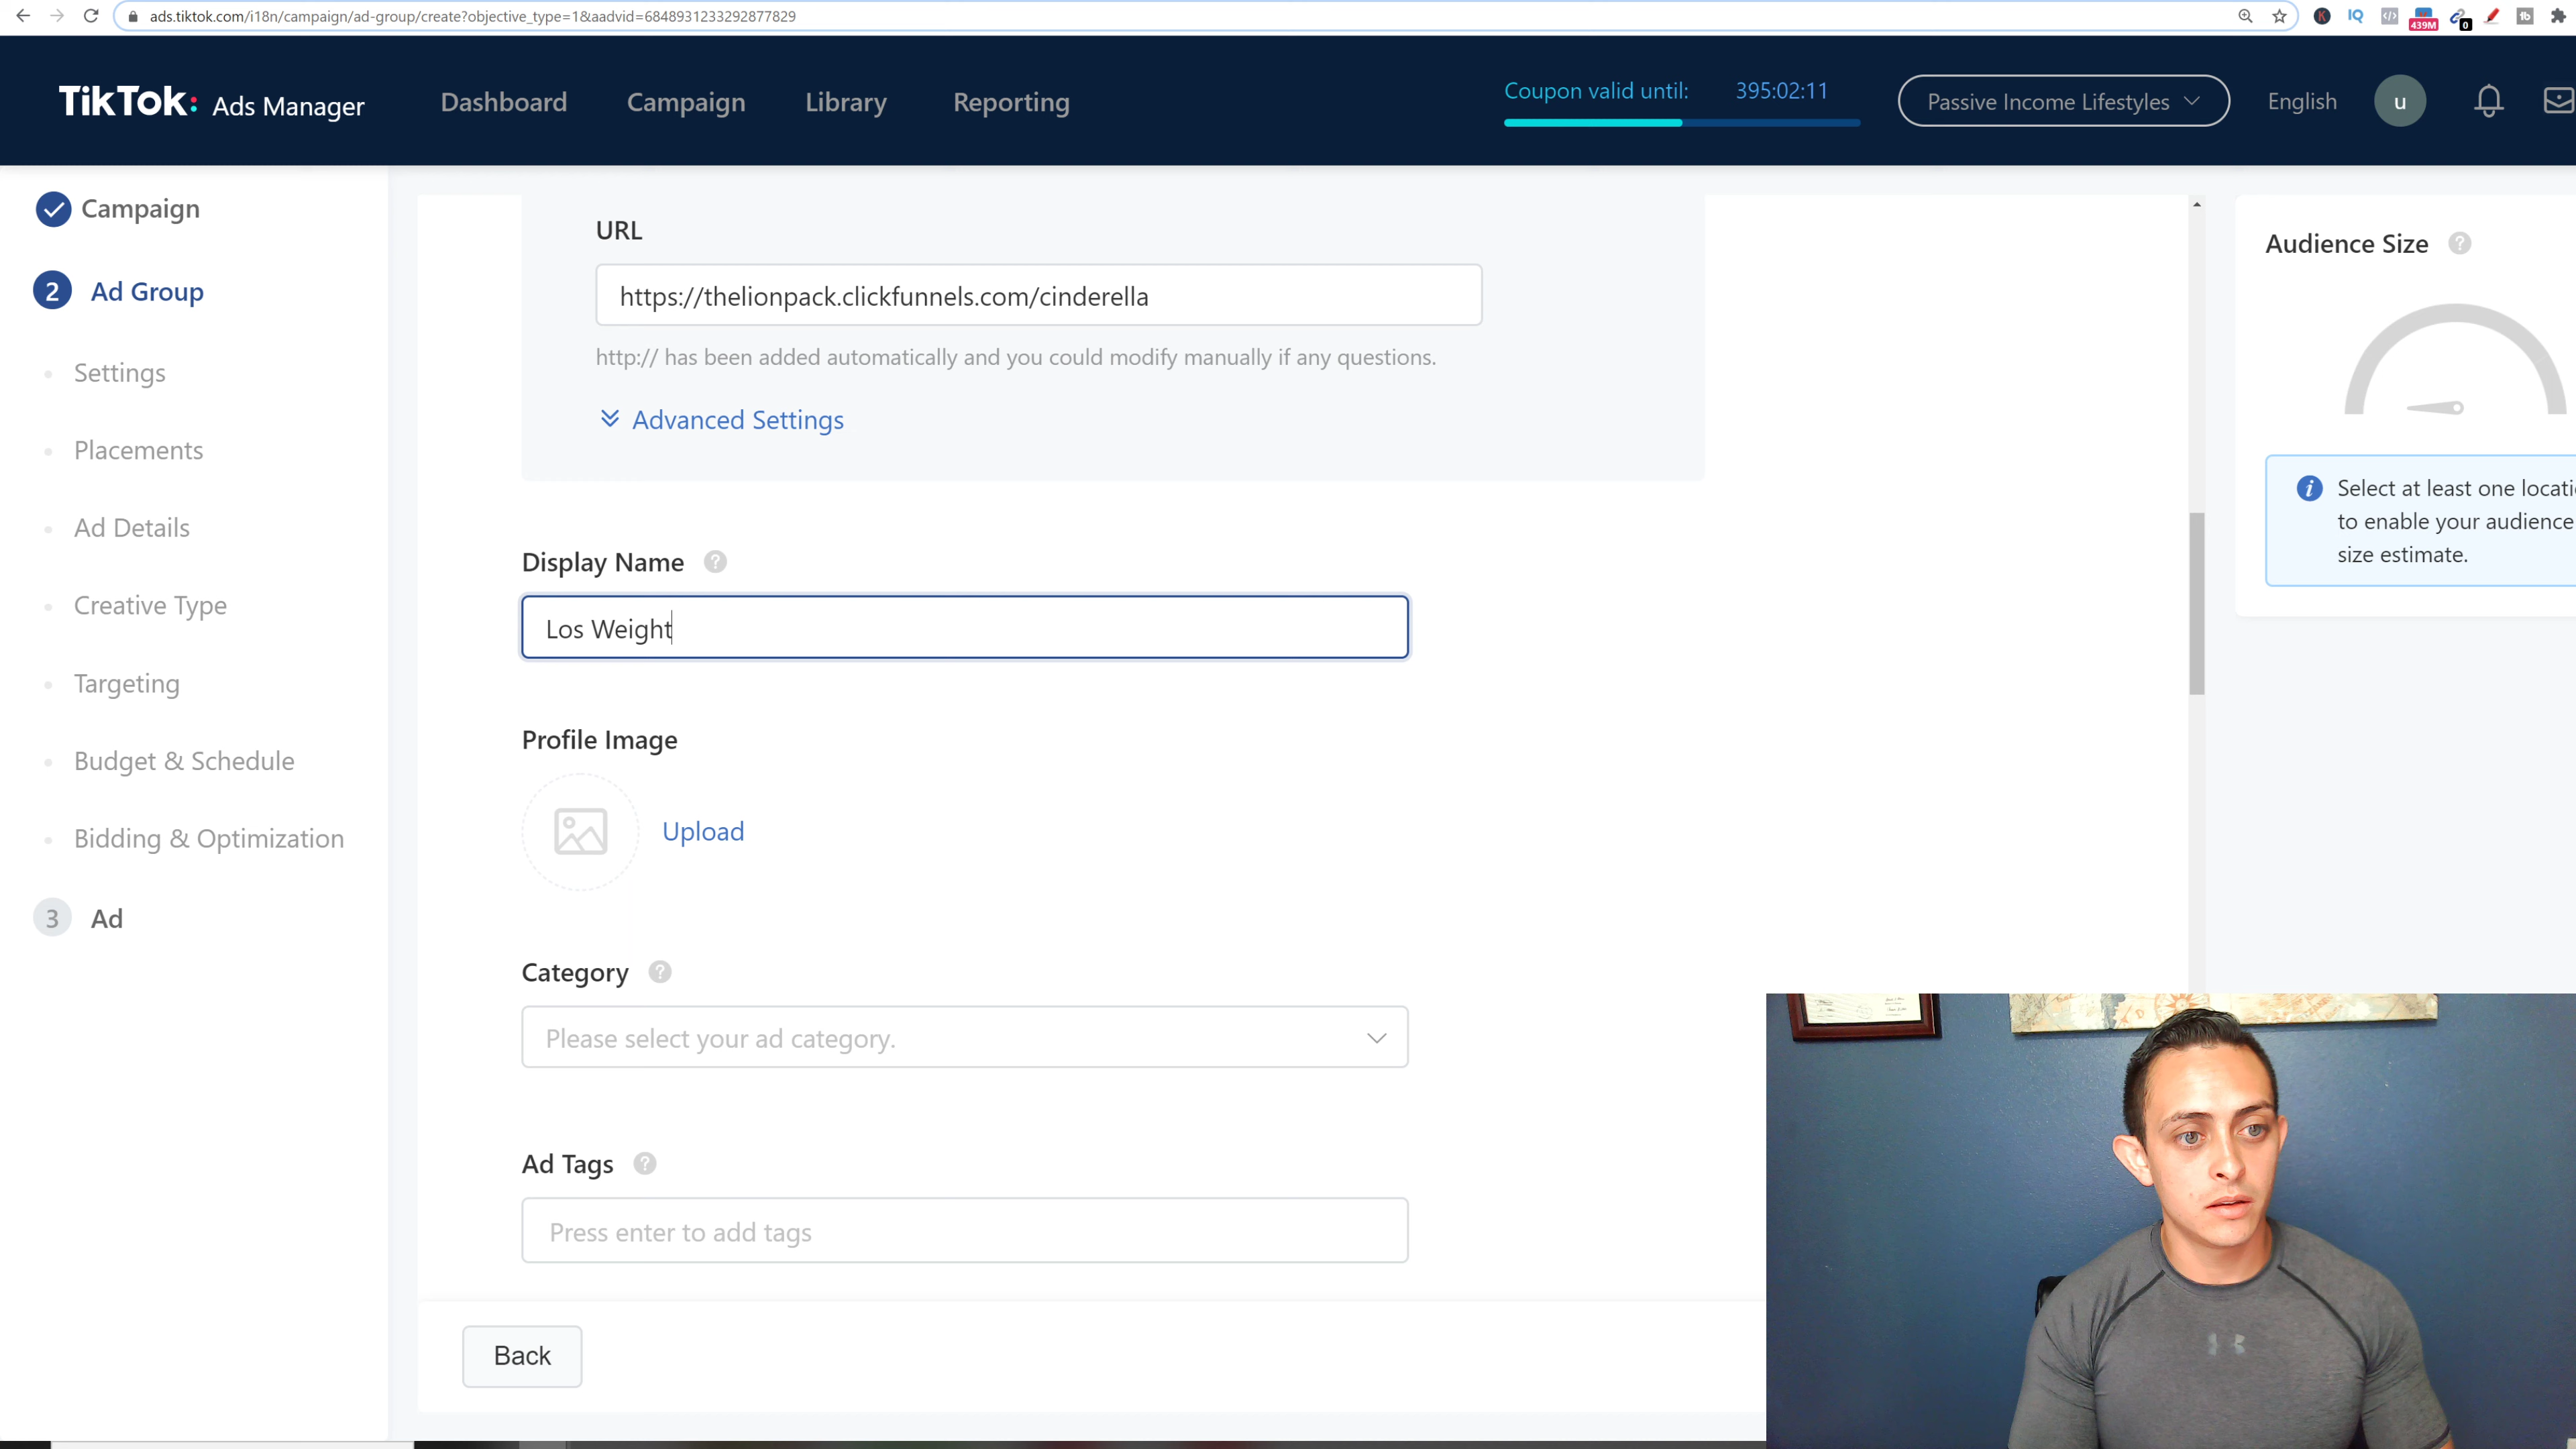 ads.tiktok.com/i18n/campaign/ad-group/create?objective_type=1&aadvid=6848931233292877829
IQ
439M
0
TikTok: Ads Manager
Dashboard
Campaign
Library
Reporting
Coupon valid until: 395:02:11
Passive Income Lifestyles
English
u
Campaign
2 Ad Group
Settings
Placements
Ad Details
Creative Type
Targeting
Budget & Schedule
Bidding & Optimization
3 Ad
URL
https://thelionpack.clickfunnels.com/cinderella
http:// has been added automatically and you could modify manually if any questions.
Advanced Settings
Display Name ?
Los Weight
Profile Image
Upload
Category ?
Please select your ad category.
Ad Tags ?
Press enter to add tags
Back
Audience Size ?
i Select at least one locati
to enable your audience
size estimate.